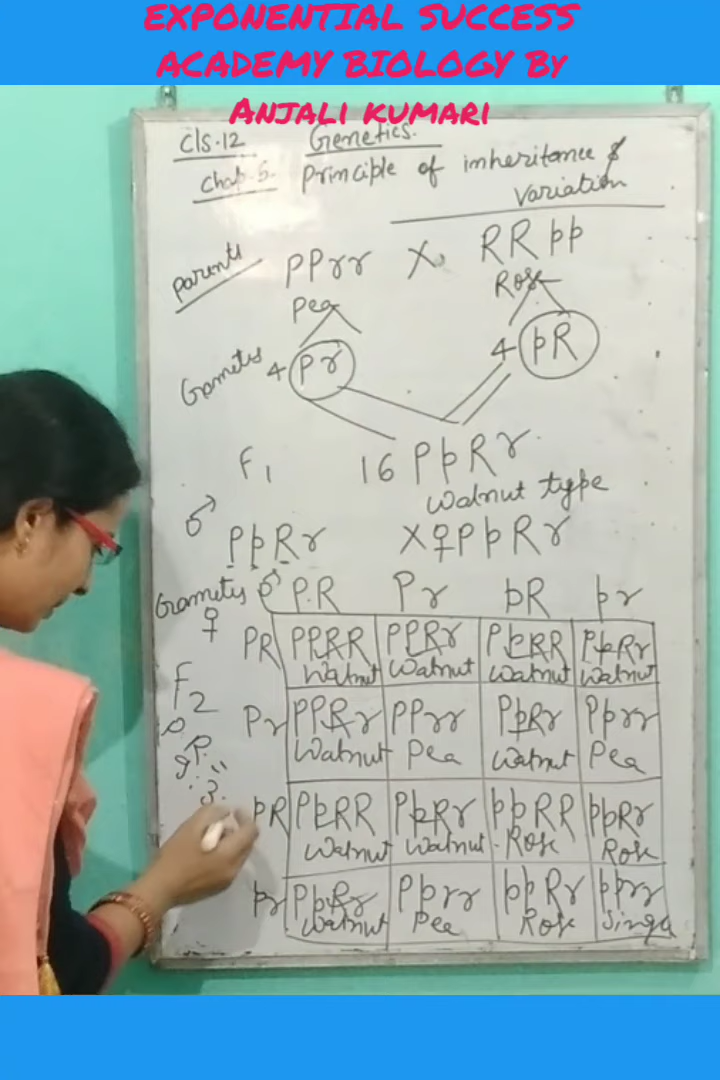 EXPONENTIAL SUCCESS
ACADEMY BIOLOGY By
ANJALI KUMARI
Cls.12 Genetics.
Chap.5. Principle of inheritance &
Variation
Parents PPrr X RRpp
Pea Rose
Gametes 4 Pr 4 pR
F1 16 PpRr
Walnut type
♂ PpRr X ♀ PpRr
Gametes ♂ PR Pr pR pr
♀
PR PPRR PPRr PpRR PpRr
Walnut Walnut Walnut Walnut
F2
Pr PPRr PPrr PpRr Pprr
Walnut Pea Walnut Pea
pR PpRR PpRr ppRR ppRr
Walnut Walnut Rose Rose
pr PpRr Pprr ppRr pprr
Walnut Pea Rose